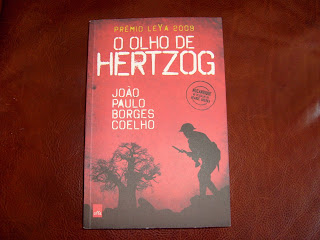 PRÉMIO LEYA 2009
O OLHO DE
HERTZOG
JOÃO
PAULO
BORGES
COELHO